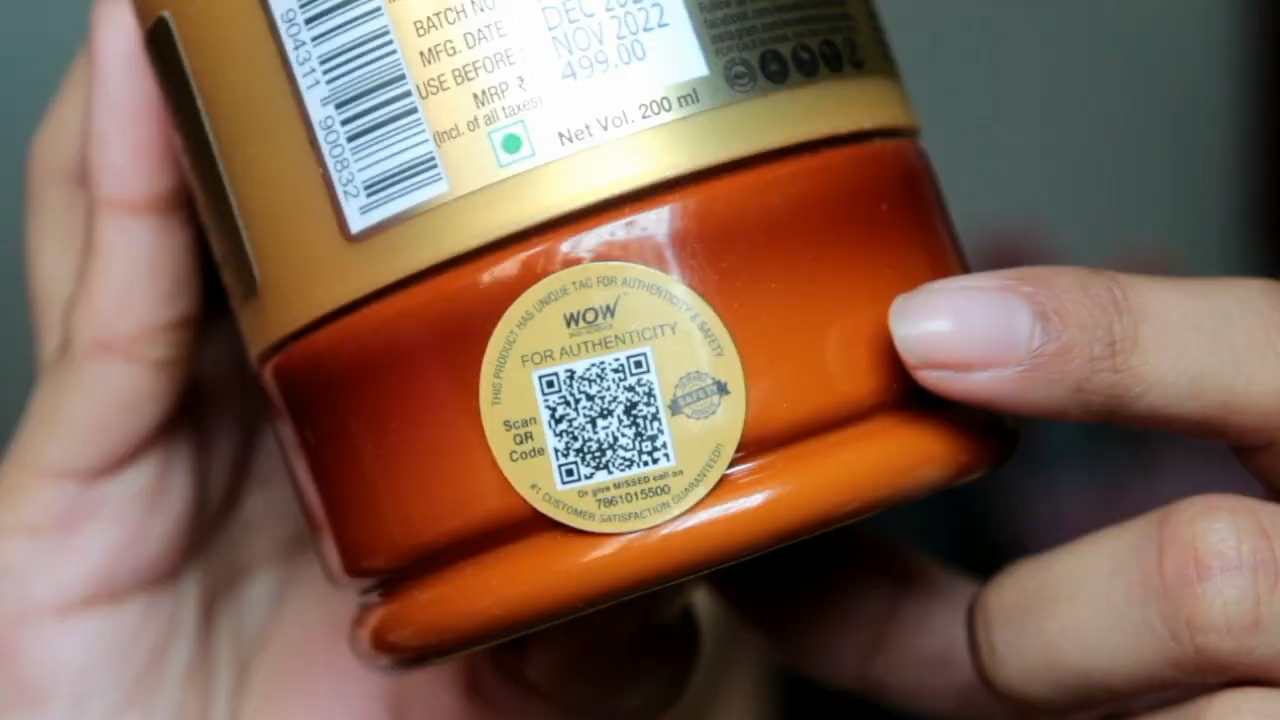 904311
900832
BATCH NO
MFG. DATE
DEC
USE BEFORE :
NOV 2022
MRP ₹
499.00
(Incl. of all taxes)
Net Vol. 200 ml
THIS PRODUCT HAS UNIQUE TAG FOR AUTHENTICITY & SAFETY
WOW
FOR AUTHENTICITY
SAFETY
Scan
QR
Code
Or give MISSED call on
7861015500
#1 CUSTOMER SATISFACTION GUARANTEED!!